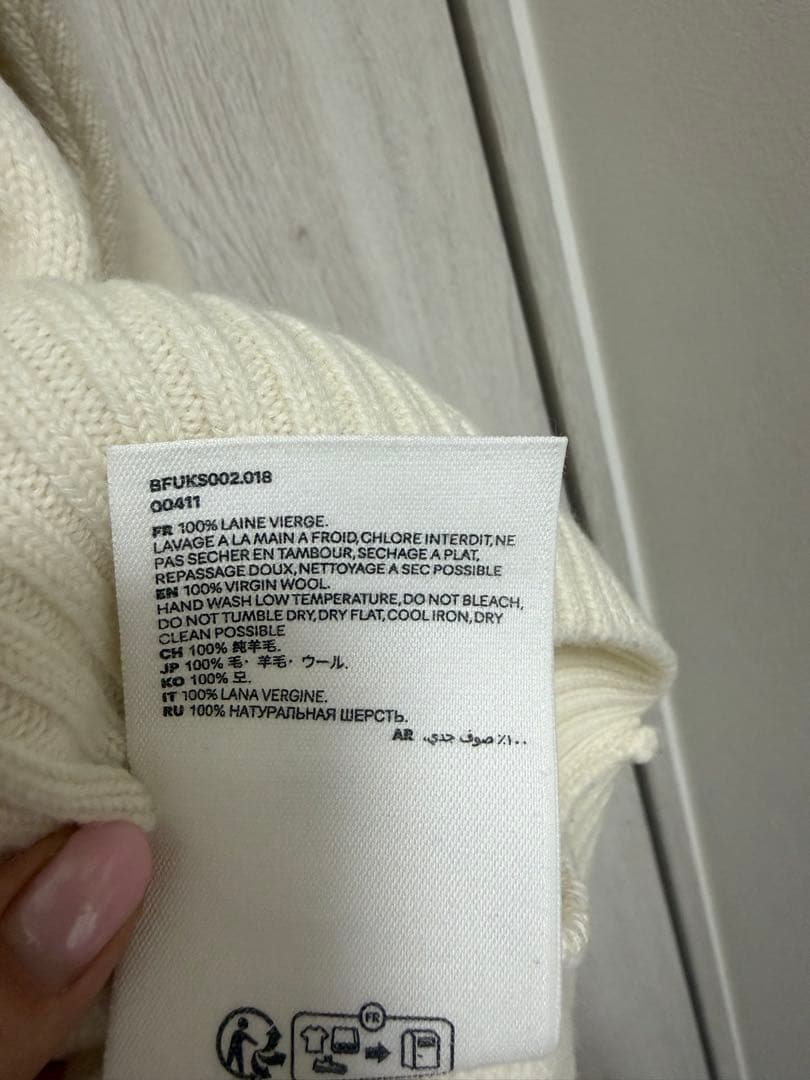 BFUKS002.018
00411
FR 100% LAINE VIERGE.
LAVAGE A LA MAIN A FROID, CHLORE INTERDIT, NE
PAS SECHER EN TAMBOUR, SECHAGE A PLAT,
REPASSAGE DOUX, NETTOYAGE A SEC POSSIBLE
EN 100% VIRGIN WOOL.
HAND WASH LOW TEMPERATURE, DO NOT BLEACH,
DO NOT TUMBLE DRY, DRY FLAT, COOL IRON, DRY
CLEAN POSSIBLE
CH 100% 纯羊毛.
JP 100% 毛・羊毛・ウール.
KO 100% 모.
IT 100% LANA VERGINE.
RU 100% НАТУРАЛЬНАЯ ШЕРСТЬ.
AR ١٠٠٪ صوف جدي.
FR